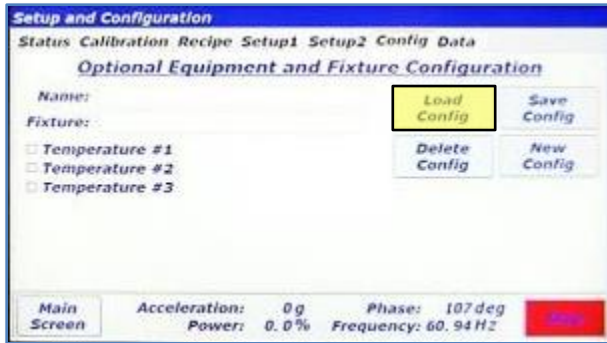 Setup and Configuration
Status Calibration Recipe Setup1 Setup2 Config Data
Optional Equipment and Fixture Configuration
Name:
Fixture:
Load Config
Save Config
Temperature #1
Temperature #2
Temperature #3
Delete Config
New Config
Main Screen
Acceleration: 0 g
Phase: 107 deg
Power: 0.0%
Frequency: 60.94 Hz
Stop